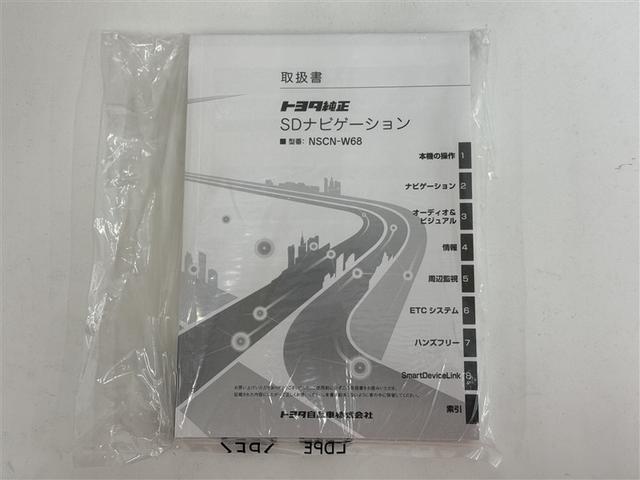 取扱書
トヨタ純正
SDナビゲーション
■ 型番: NSCN-W68
本機の操作 1
ナビゲーション 2
オーディオ&
ビジュアル 3
情報 4
周辺監視 5
ETC システム 6
ハンズフリー 7
SmartDeviceLink 8
索引
トヨタ自動車株式会社
LDPE